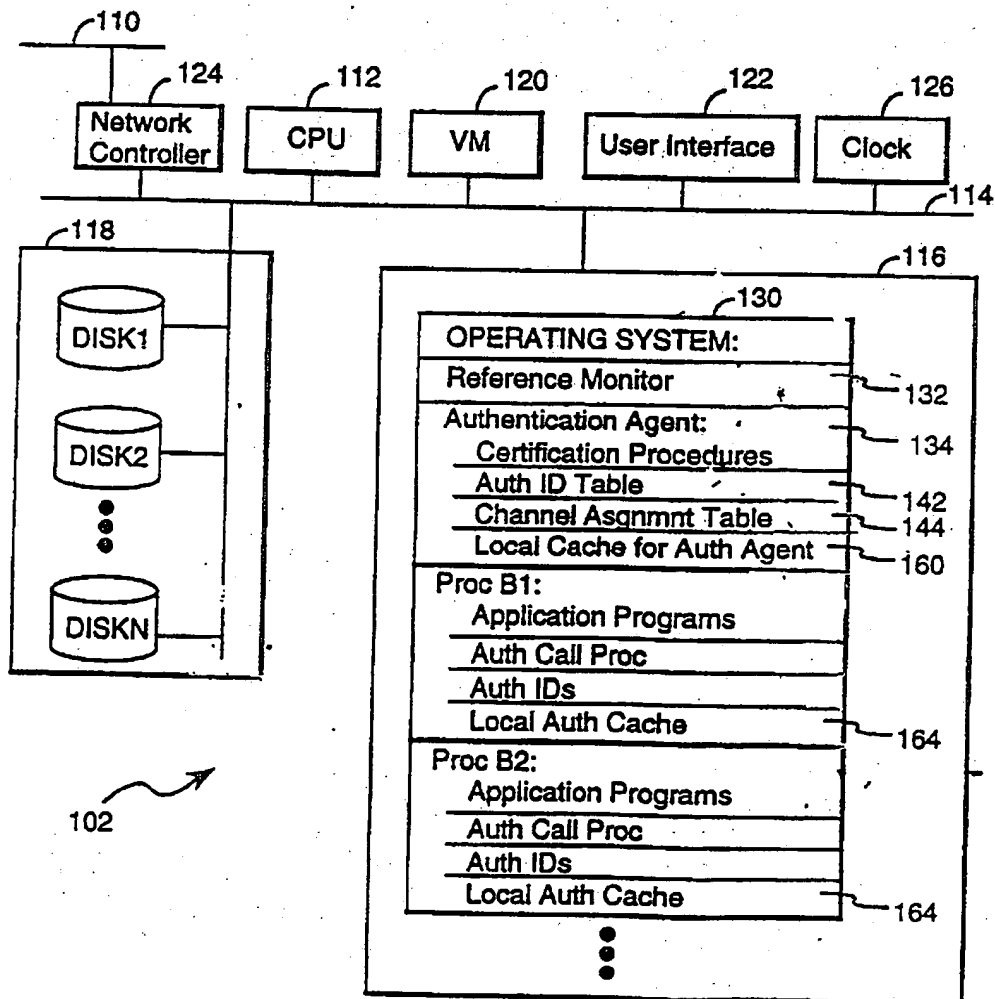 110
124
112
120
122
126
Network
Controller
CPU
VM
User Interface
Clock
114
118
116
DISK1
DISK2
DISKN
130
OPERATING SYSTEM:
Reference Monitor
132
Authentication Agent:
134
Certification Procedures
Auth ID Table
142
Channel Asgnmnt Table
144
Local Cache for Auth Agent
160
Proc B1:
Application Programs
Auth Call Proc
Auth IDs
Local Auth Cache
164
Proc B2:
Application Programs
Auth Call Proc
Auth IDs
Local Auth Cache
164
102